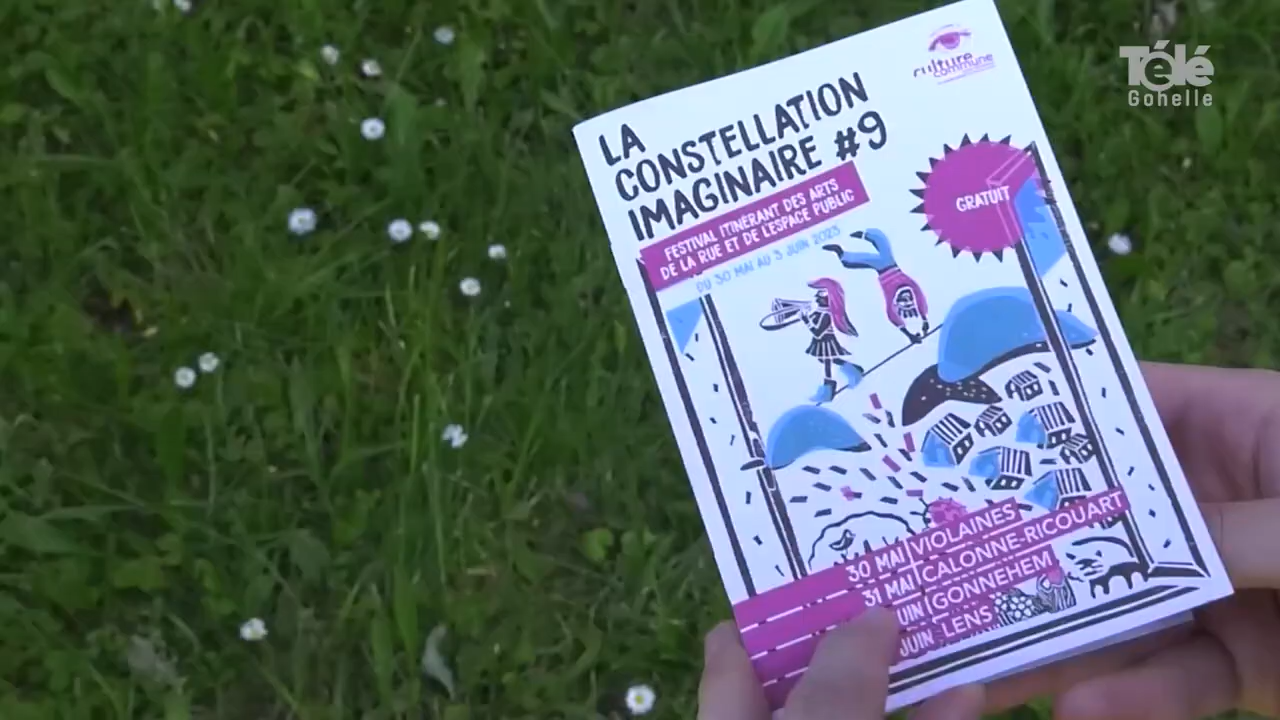 LA
CONSTELLATION
IMAGINAIRE #9
FESTIVAL ITINÉRANT DES ARTS
DE LA RUE ET DE L'ESPACE PUBLIC
DU 30 MAI AU 3 JUIN 2023
culture
commune
GRATUIT
Télé
Gohelle
30 MAI VIOLAINES
31 MAI CALONNE-RICOUART
JUIN GONNEHEM
JUIN LENS